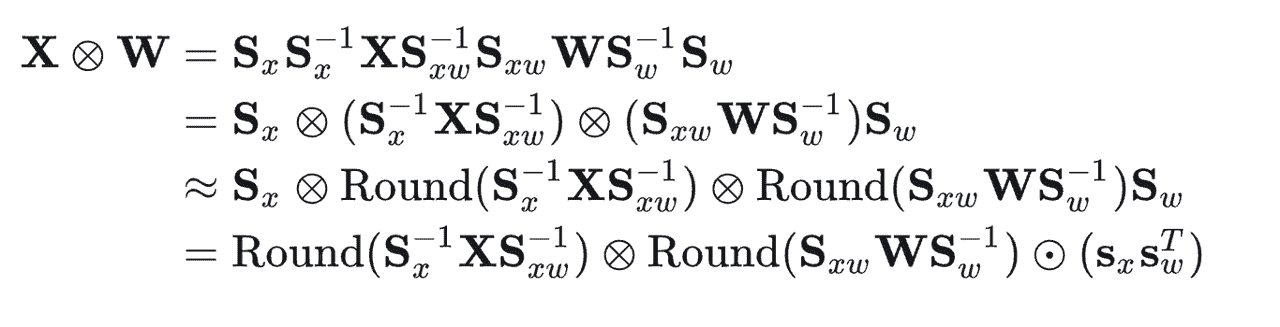 X ⊗ W = S_x S_x^{-1} X S_{xw}^{-1} S_{xw} W S_w^{-1} S_w
= S_x ⊗ (S_x^{-1} X S_{xw}^{-1}) ⊗ (S_{xw} W S_w^{-1}) S_w
≈ S_x ⊗ Round(S_x^{-1} X S_{xw}^{-1}) ⊗ Round(S_{xw} W S_w^{-1}) S_w
= Round(S_x^{-1} X S_{xw}^{-1}) ⊗ Round(S_{xw} W S_w^{-1}) ⊙ (s_x s_w^T)